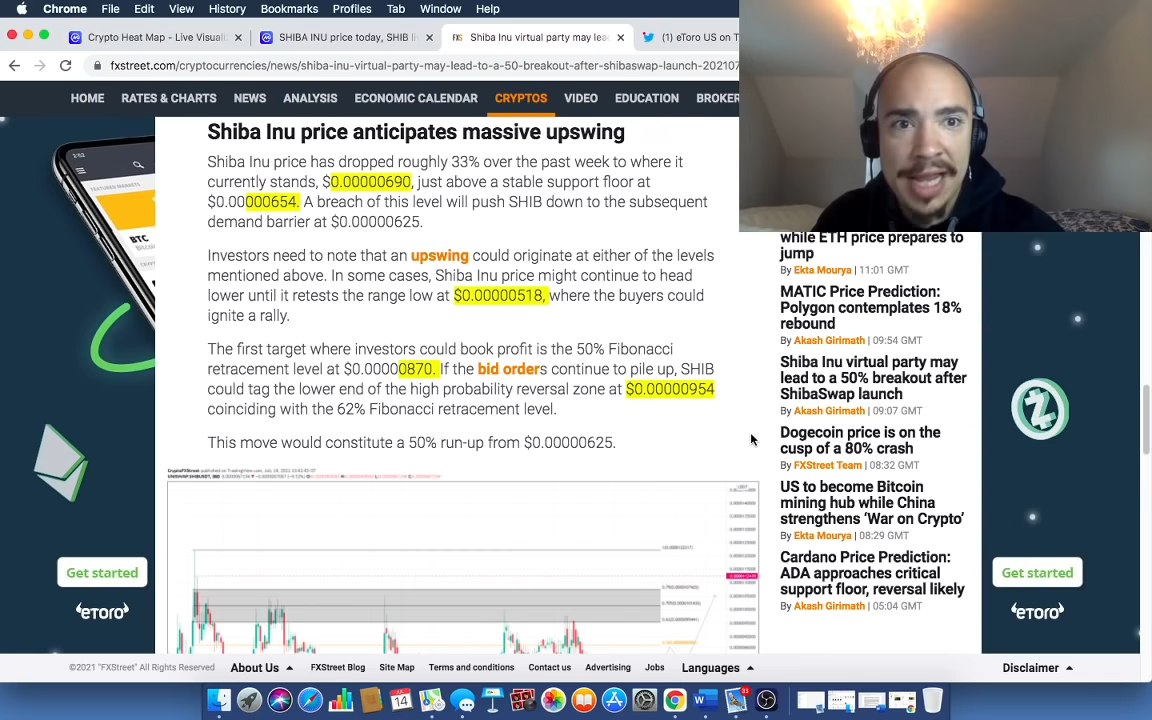 Chrome File Edit View History Bookmarks Profiles Tab Window Help
Crypto Heat Map - Live Visuali
SHIBA INU price today, SHIB li
FXS Shiba Inu virtual party may lea
(1) eToro US on T
fxstreet.com/cryptocurrencies/news/shiba-inu-virtual-party-may-lead-to-a-50-breakout-after-shibaswap-launch-202107
HOME RATES & CHARTS NEWS ANALYSIS ECONOMIC CALENDAR CRYPTOS VIDEO EDUCATION BROKER
Shiba Inu price anticipates massive upswing
Shiba Inu price has dropped roughly 33% over the past week to where it
currently stands, $0.00000690, just above a stable support floor at
$0.00000654. A breach of this level will push SHIB down to the subsequent
demand barrier at $0.00000625.
Investors need to note that an upswing could originate at either of the levels
mentioned above. In some cases, Shiba Inu price might continue to head
lower until it retests the range low at $0.00000518, where the buyers could
ignite a rally.
The first target where investors could book profit is the 50% Fibonacci
retracement level at $0.00000870. If the bid orders continue to pile up, SHIB
could tag the lower end of the high probability reversal zone at $0.00000954
coinciding with the 62% Fibonacci retracement level.
This move would constitute a 50% run-up from $0.00000625.
while ETH price prepares to
jump
By Ekta Mourya | 11:01 GMT
MATIC Price Prediction:
Polygon contemplates 18%
rebound
By Akash Girimath | 09:54 GMT
Shiba Inu virtual party may
lead to a 50% breakout after
ShibaSwap launch
By Akash Girimath | 09:07 GMT
Dogecoin price is on the
cusp of a 80% crash
By FXStreet Team | 08:32 GMT
US to become Bitcoin
mining hub while China
strengthens ‘War on Crypto’
By Ekta Mourya | 08:29 GMT
Cardano Price Prediction:
ADA approaches critical
support floor, reversal likely
By Akash Girimath | 05:04 GMT
2:02
BTC
Get started
eToro
Get started
eToro
©2021 "FXStreet" All Rights Reserved
About Us FXStreet Blog Site Map Terms and conditions Contact us Advertising Jobs Languages Disclaimer
14